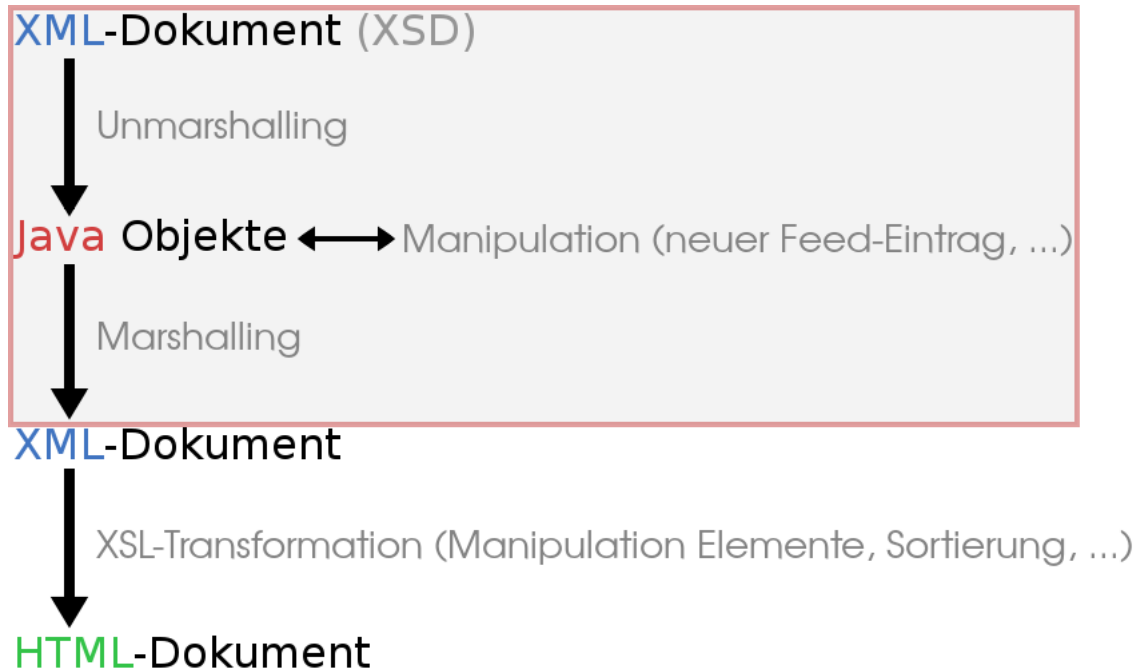 XML-Dokument (XSD)
Unmarshalling
Java Objekte Manipulation (neuer Feed-Eintrag, ...)
Marshalling
XML-Dokument
XSL-Transformation (Manipulation Elemente, Sortierung, ...)
HTML-Dokument